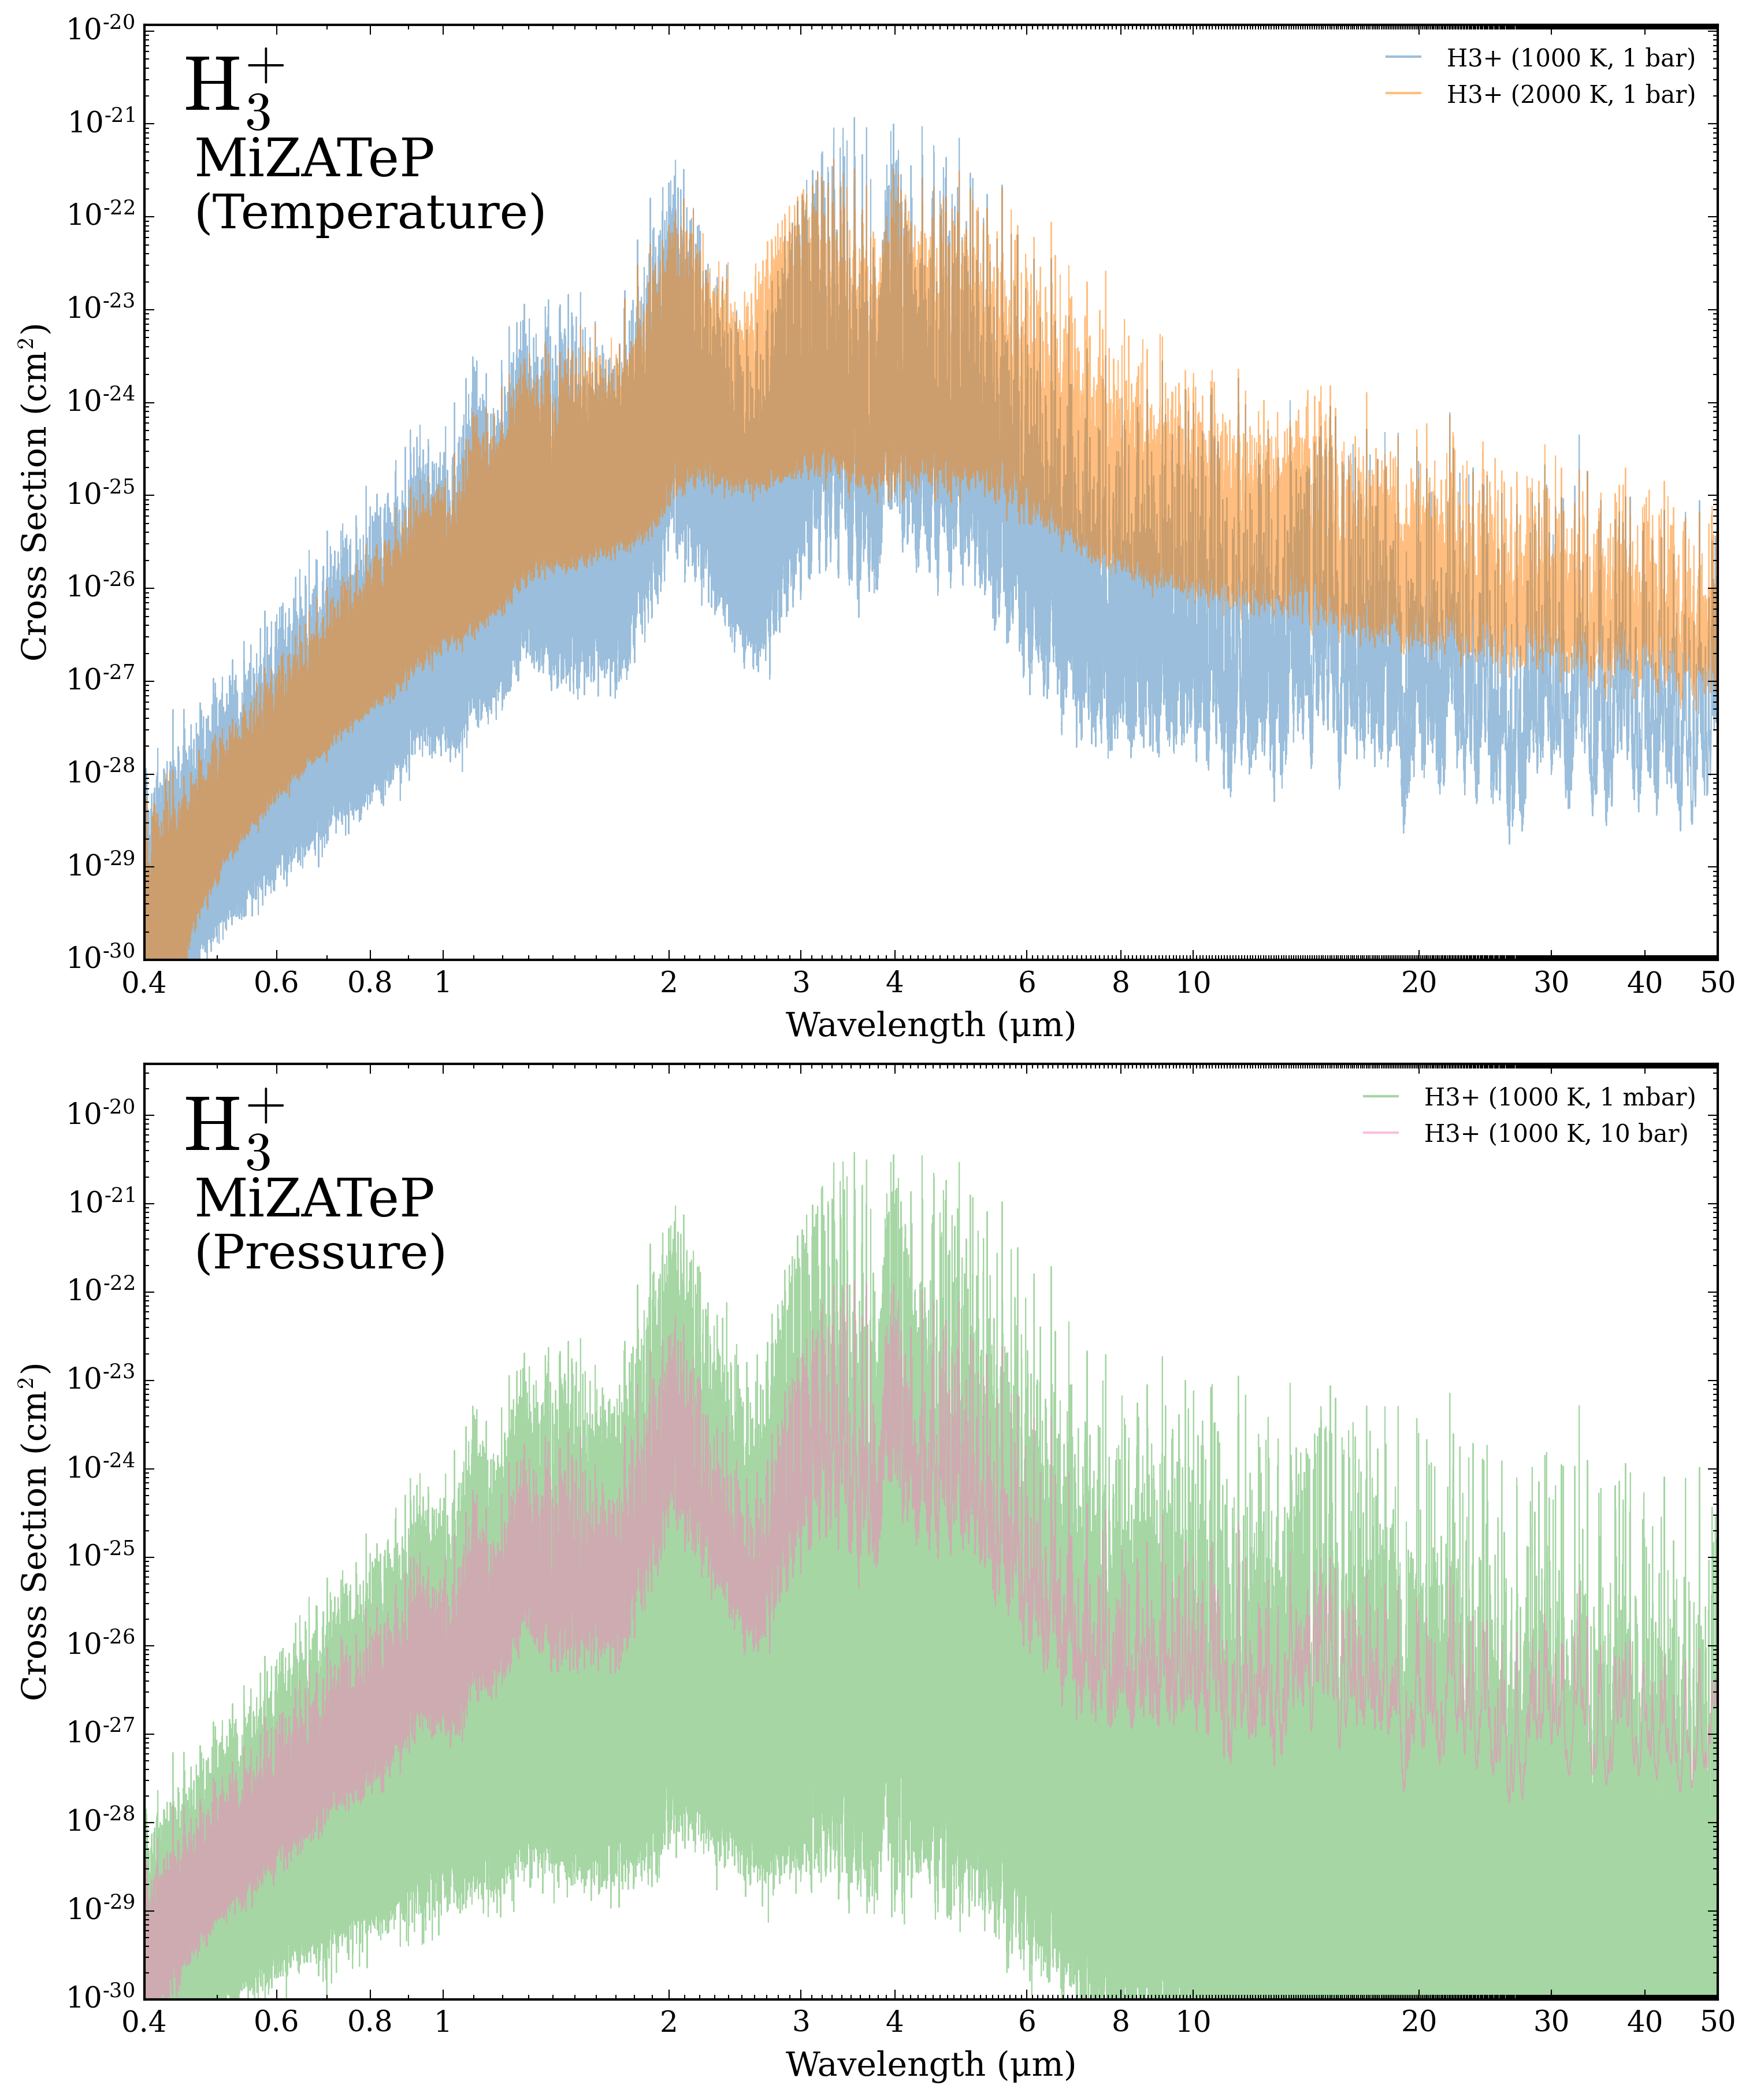 H₃⁺
MiZATeP
(Temperature)
H3+ (1000 K, 1 bar)
H3+ (2000 K, 1 bar)
Cross Section (cm²)
10⁻²⁰
10⁻²¹
10⁻²²
10⁻²³
10⁻²⁴
10⁻²⁵
10⁻²⁶
10⁻²⁷
10⁻²⁸
10⁻²⁹
10⁻³⁰
0.4 0.6 0.8 1 2 3 4 6 8 10 20 30 40 50
Wavelength (μm)
H₃⁺
MiZATeP
(Pressure)
H3+ (1000 K, 1 mbar)
H3+ (1000 K, 10 bar)
Cross Section (cm²)
10⁻²⁰
10⁻²¹
10⁻²²
10⁻²³
10⁻²⁴
10⁻²⁵
10⁻²⁶
10⁻²⁷
10⁻²⁸
10⁻²⁹
10⁻³⁰
0.4 0.6 0.8 1 2 3 4 6 8 10 20 30 40 50
Wavelength (μm)